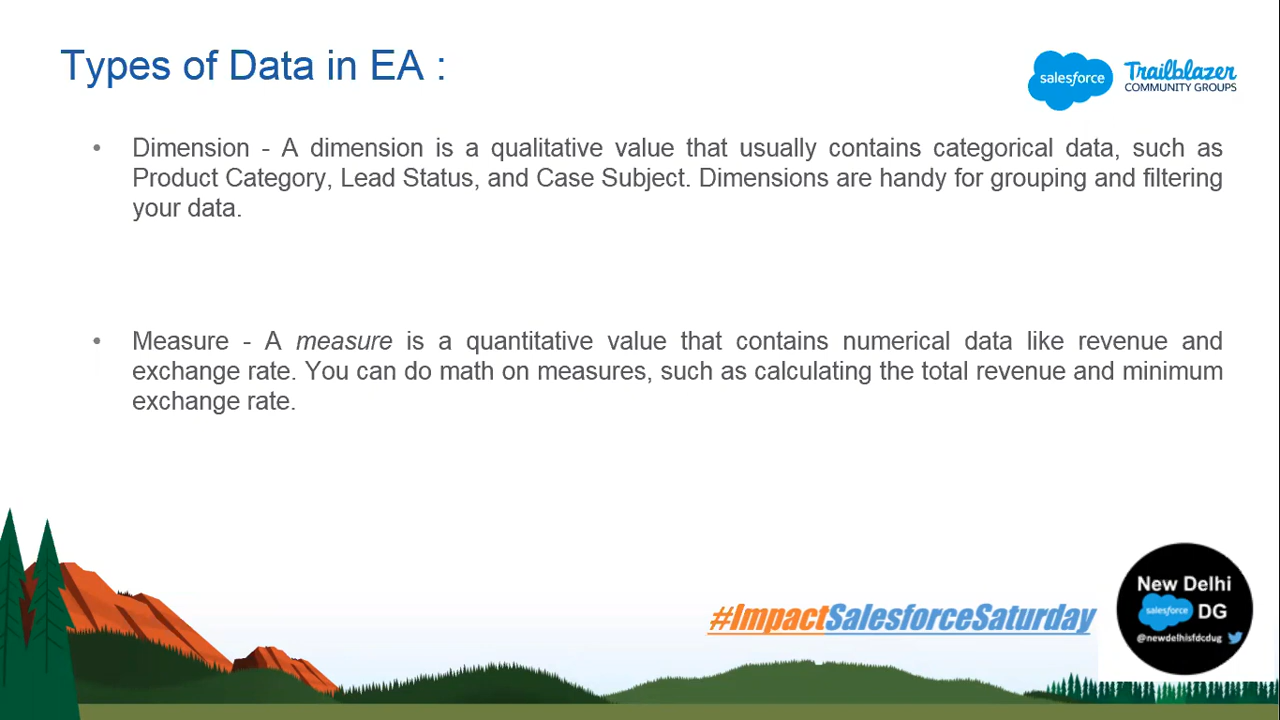 Types of Data in EA :
salesforce
Trailblazer
COMMUNITY GROUPS
• Dimension - A dimension is a qualitative value that usually contains categorical data, such as
Product Category, Lead Status, and Case Subject. Dimensions are handy for grouping and filtering
your data.
• Measure - A measure is a quantitative value that contains numerical data like revenue and
exchange rate. You can do math on measures, such as calculating the total revenue and minimum
exchange rate.
#ImpactSalesforceSaturday
New Delhi
salesforce DG
@newdelhisfdcdug